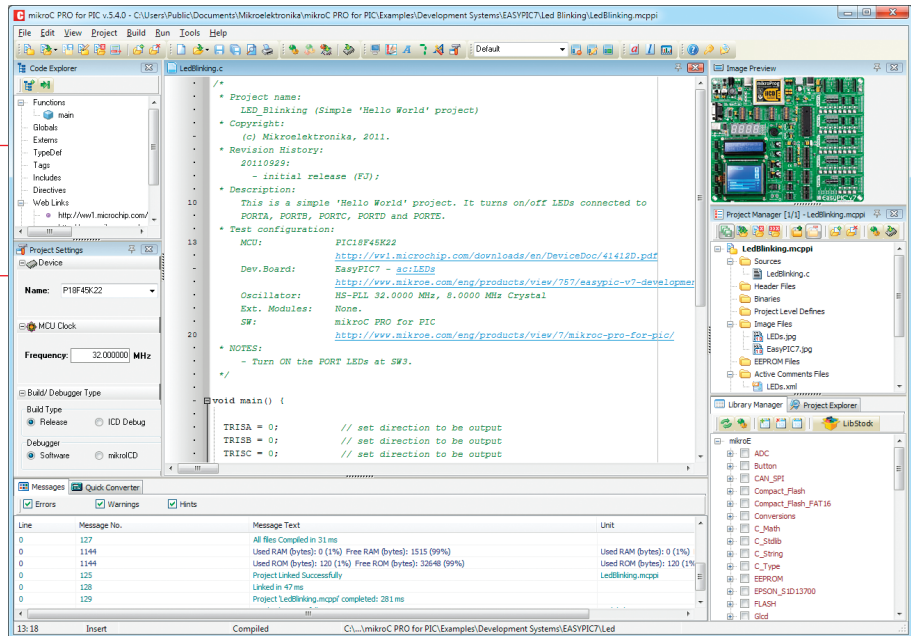 mikroC PRO for PIC v.5.4.0 - C:\Users\Public\Documents\Mikroelektronika\mikroC PRO for PIC\Examples\Development Systems\EASYPIC7\Led Blinking\LedBlinking.mcppi
File Edit View Project Build Run Tools Help
Default
Code Explorer
Functions
main
Globals
Externs
TypeDef
Tags
Includes
Directives
Web Links
http://ww1.microchip.com/
Project Settings
Device
Name: P18F45K22
MCU Clock
Frequency: 32.000000 MHz
Build/ Debugger Type
Build Type
Release ICD Debug
Debugger
Software mikroICD
LedBlinking.c
/*
* Project name:
LED_Blinking (Simple 'Hello World' project)
* Copyright:
(c) Mikroelektronika, 2011.
* Revision History:
20110929:
- initial release (FJ);
* Description:
10 This is a simple 'Hello World' project. It turns on/off LEDs connected to
PORTA, PORTB, PORTC, PORTD and PORTE.
* Test configuration:
13 MCU: PIC18F45K22
http://ww1.microchip.com/downloads/en/DeviceDoc/41412D.pdf
Dev.Board: EasyPIC7 - ac:LEDs
http://www.mikroe.com/eng/products/view/757/easypic-v7-developmen
Oscillator: HS-PLL 32.0000 MHz, 8.0000 MHz Crystal
Ext. Modules: None.
SW: mikroC PRO for PIC
20 http://www.mikroe.com/eng/products/view/7/mikroc-pro-for-pic/
* NOTES:
- Turn ON the PORT LEDs at SW3.
*/
void main() {
TRISA = 0; // set direction to be output
TRISB = 0; // set direction to be output
TRISC = 0; // set direction to be output
Image Preview
Project Manager [1/1] - LedBlinking.mcppi
LedBlinking.mcppi
Sources
LedBlinking.c
Header Files
Binaries
Project Level Defines
Image Files
LEDs.jpg
EasyPIC7.jpg
EEPROM Files
Active Comments Files
LEDs.xml
Library Manager Project Explorer
LibStock
mikroE
ADC
Button
CAN_SPI
Compact_Flash
Compact_Flash_FAT16
Conversions
C_Math
C_Stdlib
C_String
C_Type
EEPROM
EPSON_S1D13700
FLASH
Glcd
Messages Quick Converter
Errors Warnings Hints
Line Message No. Message Text Unit
0 127 All files Compiled in 31 ms
0 1144 Used RAM (bytes): 0 (1%) Free RAM (bytes): 1515 (99%) Used RAM (bytes): 0 (1%)
0 1144 Used ROM (bytes): 120 (1%) Free ROM (bytes): 32648 (99%) Used ROM (bytes): 120 (1%
0 125 Project Linked Successfully LedBlinking.mcppi
0 128 Linked in 47 ms
0 129 Project 'LedBlinking.mcppi' completed: 281 ms
13:18 Insert Compiled C:\...\mikroC PRO for PIC\Examples\Development Systems\EASYPIC7\Led